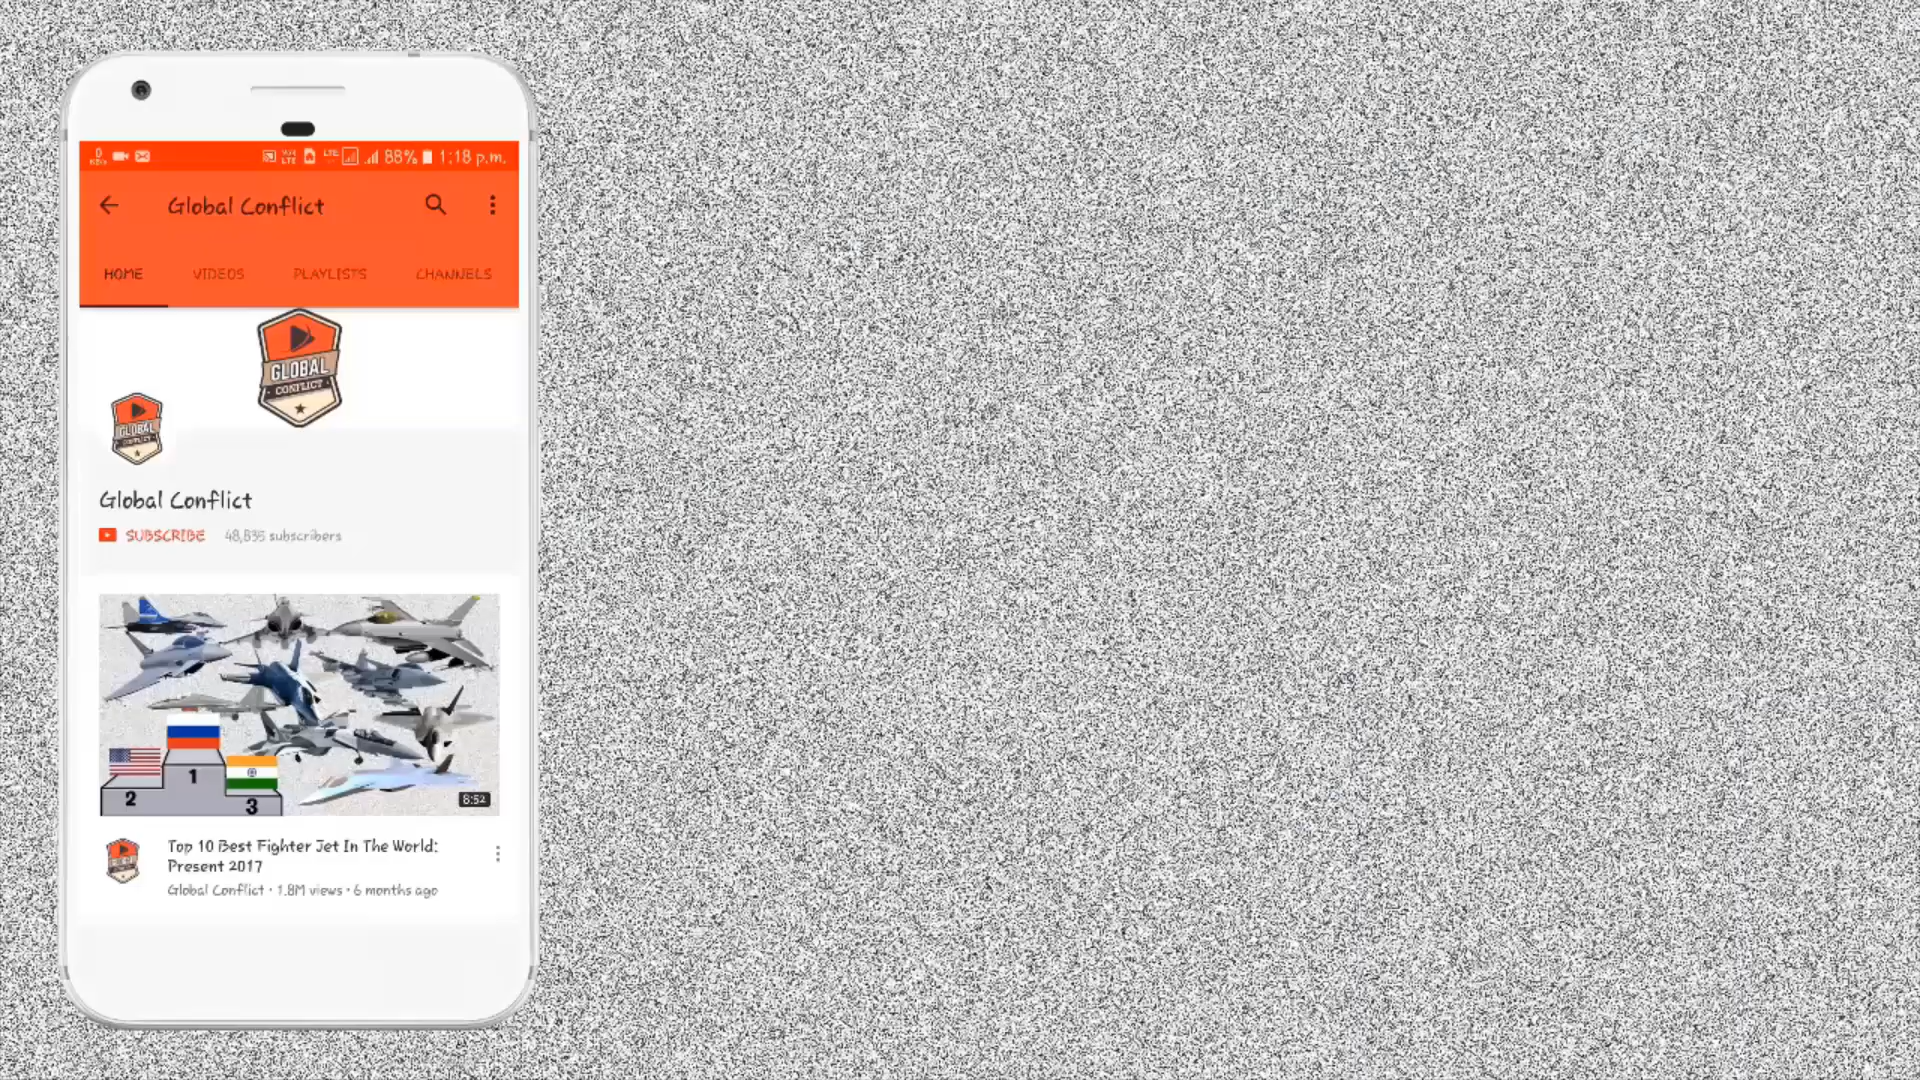 88% 1:18 p.m.
Global Conflict
HOME VIDEOS PLAYLISTS CHANNELS
GLOBAL
CONFLICT
GLOBAL
CONFLICT
Global Conflict
SUBSCRIBE 48,835 subscribers
1
2
3
8:52
Top 10 Best Fighter Jet In The World:
Present 2017
Global Conflict • 1.8M views • 6 months ago